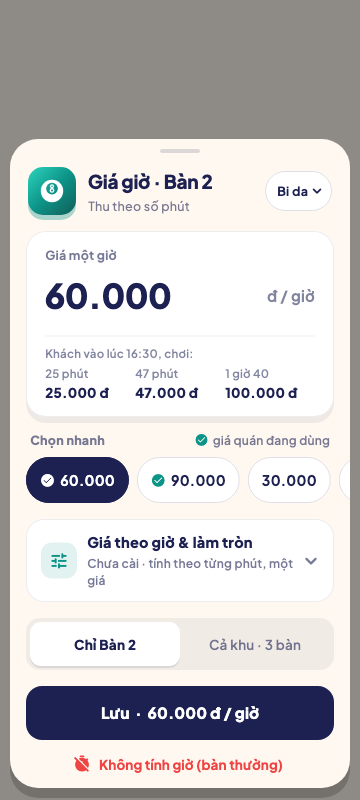 Giá giờ · Bàn 2
Thu theo số phút
Bi da
Giá một giờ
60.000
đ / giờ
Khách vào lúc 16:30, chơi:
25 phút
47 phút
1 giờ 40
25.000 đ
47.000 đ
100.000 đ
Chọn nhanh
giá quán đang dùng
60.000
90.000
30.000
Giá theo giờ & làm tròn
Chưa cài · tính theo từng phút, một
giá
Chỉ Bàn 2
Cả khu · 3 bàn
Lưu · 60.000 đ / giờ
Không tính giờ (bàn thường)